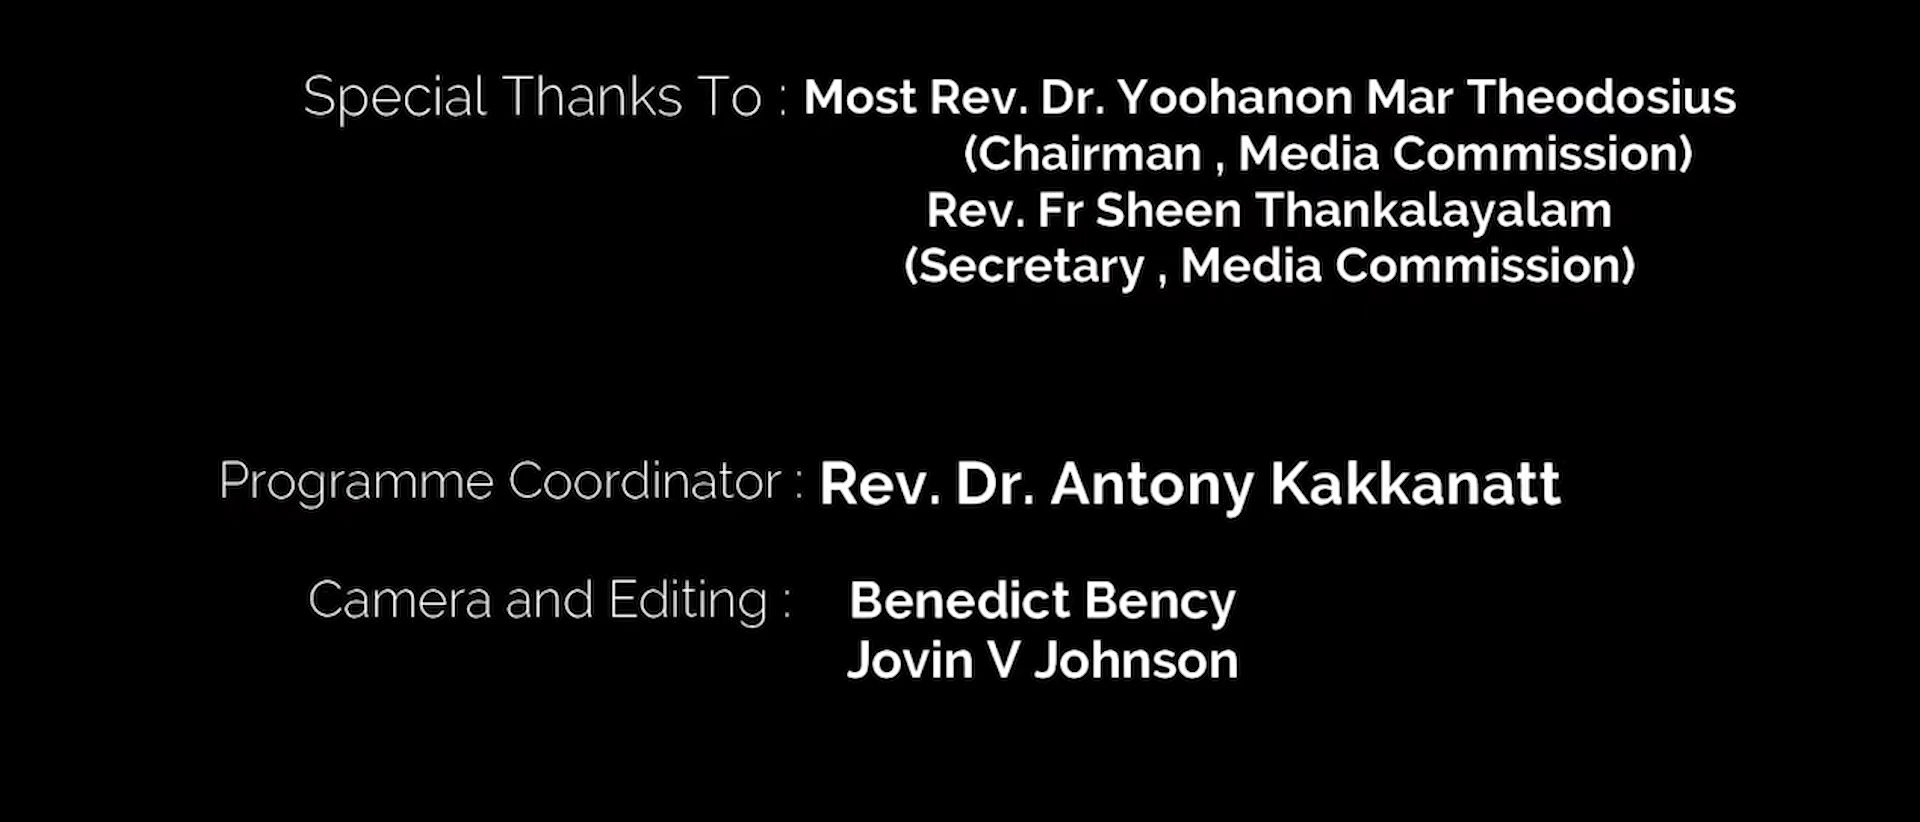 Special Thanks To : Most Rev. Dr. Yoohanon Mar Theodosius
(Chairman , Media Commission)
Rev. Fr Sheen Thankalayalam
(Secretary , Media Commission)
Programme Coordinator : Rev. Dr. Antony Kakkanatt
Camera and Editing : Benedict Bency
Jovin V Johnson